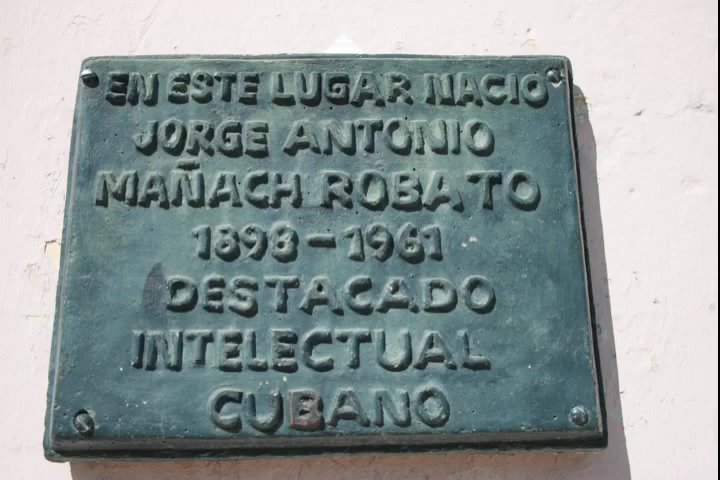 EN ESTE LUGAR NACIO
JORGE ANTONIO
MAÑACH ROBATO
1898-1961
DESTACADO
INTELECTUAL
CUBANO